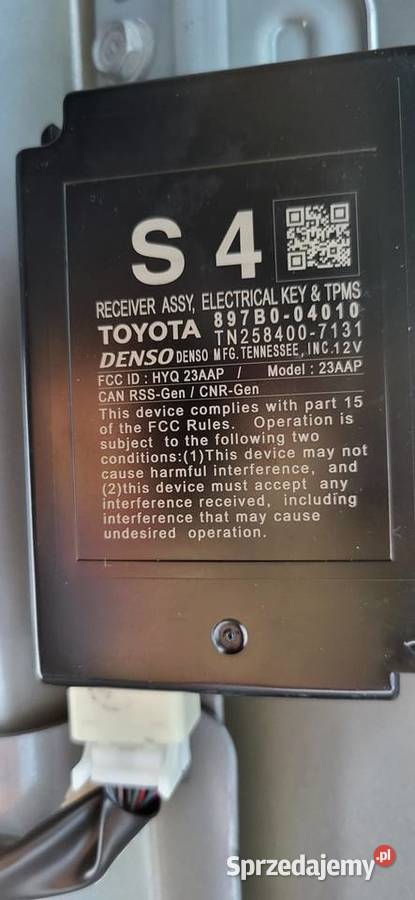 S 4
RECEIVER ASSY, ELECTRICAL KEY & TPMS
TOYOTA 897B0-04010
TN258400-7131
DENSO DENSO MFG. TENNESSEE, INC. 12V
FCC ID : HYQ 23AAP / Model : 23AAP
CAN RSS-Gen / CNR-Gen
This device complies with part 15
of the FCC Rules. Operation is
subject to the following two
conditions:(1)This device may not
cause harmful interference, and
(2)this device must accept any
interference received, including
interference that may cause
undesired operation.
Sprzedajemy.pl